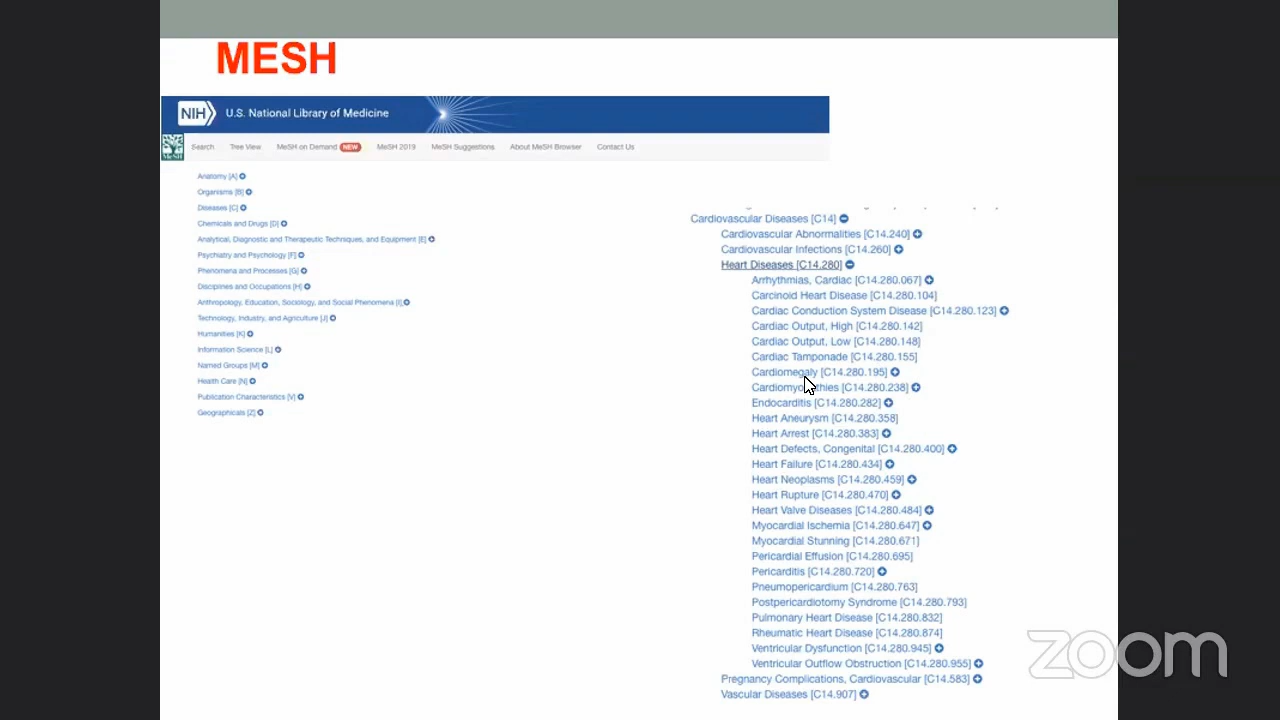 MESH
NIH U.S. National Library of Medicine
MeSH Search Tree View MeSH on Demand NEW MeSH 2019 MeSH Suggestions About MeSH Browser Contact Us
Anatomy [A]
Organisms [B]
Diseases [C]
Chemicals and Drugs [D]
Analytical, Diagnostic and Therapeutic Techniques, and Equipment [E]
Psychiatry and Psychology [F]
Phenomena and Processes [G]
Disciplines and Occupations [H]
Anthropology, Education, Sociology, and Social Phenomena [I]
Technology, Industry, and Agriculture [J]
Humanities [K]
Information Science [L]
Named Groups [M]
Health Care [N]
Publication Characteristics [V]
Geographicals [Z]
Cardiovascular Diseases [C14]
Cardiovascular Abnormalities [C14.240]
Cardiovascular Infections [C14.260]
Heart Diseases [C14.280]
Arrhythmias, Cardiac [C14.280.067]
Carcinoid Heart Disease [C14.280.104]
Cardiac Conduction System Disease [C14.280.123]
Cardiac Output, High [C14.280.142]
Cardiac Output, Low [C14.280.148]
Cardiac Tamponade [C14.280.155]
Cardiomegaly [C14.280.195]
Cardiomyopathies [C14.280.238]
Endocarditis [C14.280.282]
Heart Aneurysm [C14.280.358]
Heart Arrest [C14.280.383]
Heart Defects, Congenital [C14.280.400]
Heart Failure [C14.280.434]
Heart Neoplasms [C14.280.459]
Heart Rupture [C14.280.470]
Heart Valve Diseases [C14.280.484]
Myocardial Ischemia [C14.280.647]
Myocardial Stunning [C14.280.671]
Pericardial Effusion [C14.280.695]
Pericarditis [C14.280.720]
Pneumopericardium [C14.280.763]
Postpericardiotomy Syndrome [C14.280.793]
Pulmonary Heart Disease [C14.280.832]
Rheumatic Heart Disease [C14.280.874]
Ventricular Dysfunction [C14.280.945]
Ventricular Outflow Obstruction [C14.280.955]
Pregnancy Complications, Cardiovascular [C14.583]
Vascular Diseases [C14.907]
zoom